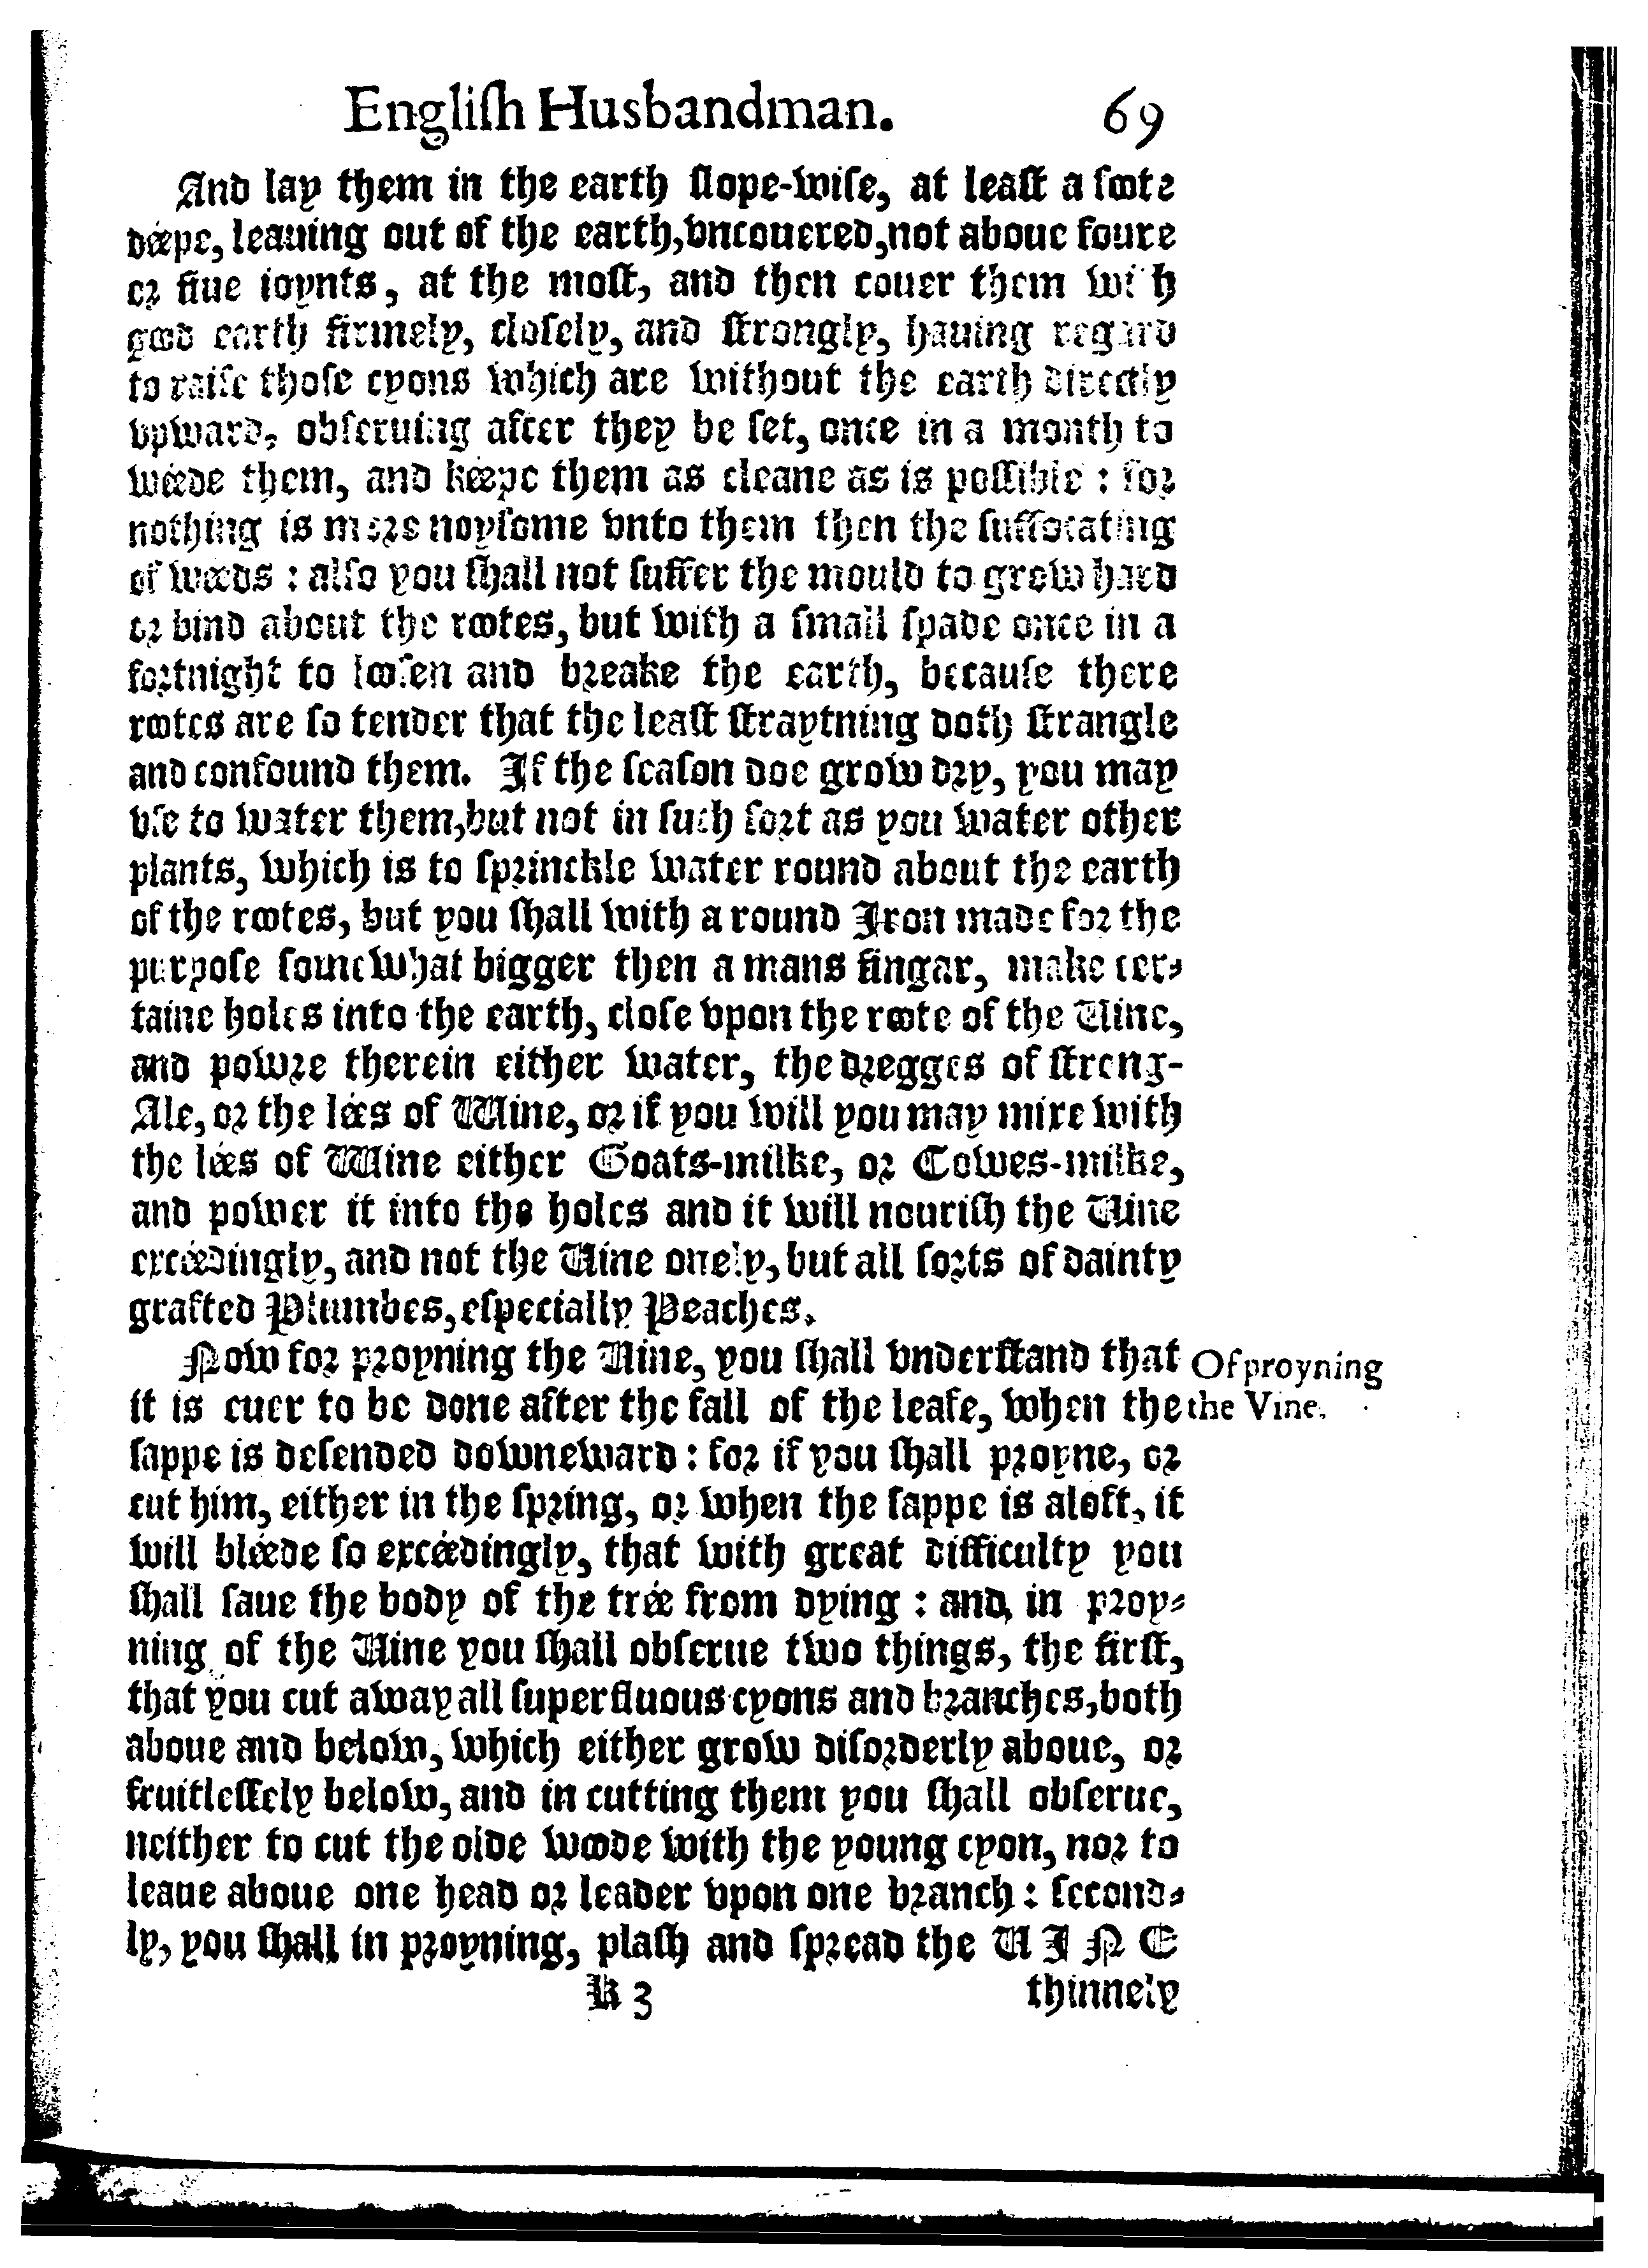 Engliſh Husbandman. 69
And lay them in the earth ſlope-wiſe, at leaſt a foote
déepe, leauing out of the earth, vncouered, not aboue foure
or fiue ioynts, at the moſt, and then couer them with
good earth firmely, cloſely, and ſtrongly, hauing regard
to raiſe thoſe cyons which are without the earth directly
vpward, obſeruing after they be ſet, once in a month to
wéede them, and kéepe them as cleane as is poſſible : for
nothing is more noyſome vnto them then the ſuffocating
of wéeds : alſo you ſhall not ſuffer the mould to grow hard
or bind about the rootes, but with a ſmall ſpade once in a
fortnight to looſen and breake the earth, becauſe there
rootes are ſo tender that the leaſt ſtraytning doth ſtrangle
and confound them. If the ſeaſon doe grow dry, you may
vſe to water them, but not in ſuch ſort as you water other
plants, which is to ſprinckle water round about the earth
of the rootes, but you ſhall with a round Iron made for the
purpoſe ſomewhat bigger then a mans fingar, make cer-
taine holes into the earth, cloſe vpon the roote of the Vine,
and powre therein either water, the dregges of ſtrong-
Ale, or the lées of Wine, or if you will you may mixe with
the lées of Wine either Goats-milke, or Cowes-milke,
and power it into the holes and it will nouriſh the Vine
excéedingly, and not the Vine onely, but all ſorts of dainty
grafted Plumbes, eſpecially Peaches.
Now for proyning the Vine, you ſhall vnderſtand that
Of proyning
it is euer to be done after the fall of the leafe, when the
the Vine.
ſappe is deſended downeward : for if you ſhall proyne, or
cut him, either in the ſpring, or when the ſappe is aloft, it
will bléede ſo excéedingly, that with great difficulty you
ſhall ſaue the body of the trée from dying : and, in proy-
ning of the Vine you ſhall obſerue two things, the firſt,
that you cut away all ſuperfluous cyons and branches, both
aboue and below, which either grow diſorderly aboue, or
fruitleſſely below, and in cutting them you ſhall obſerue,
neither to cut the olde woode with the young cyon, nor to
leaue aboue one head or leader vpon one branch : ſecond-
ly, you ſhall in proyning, plaſh and ſpread the VINE
K 3 thinnely